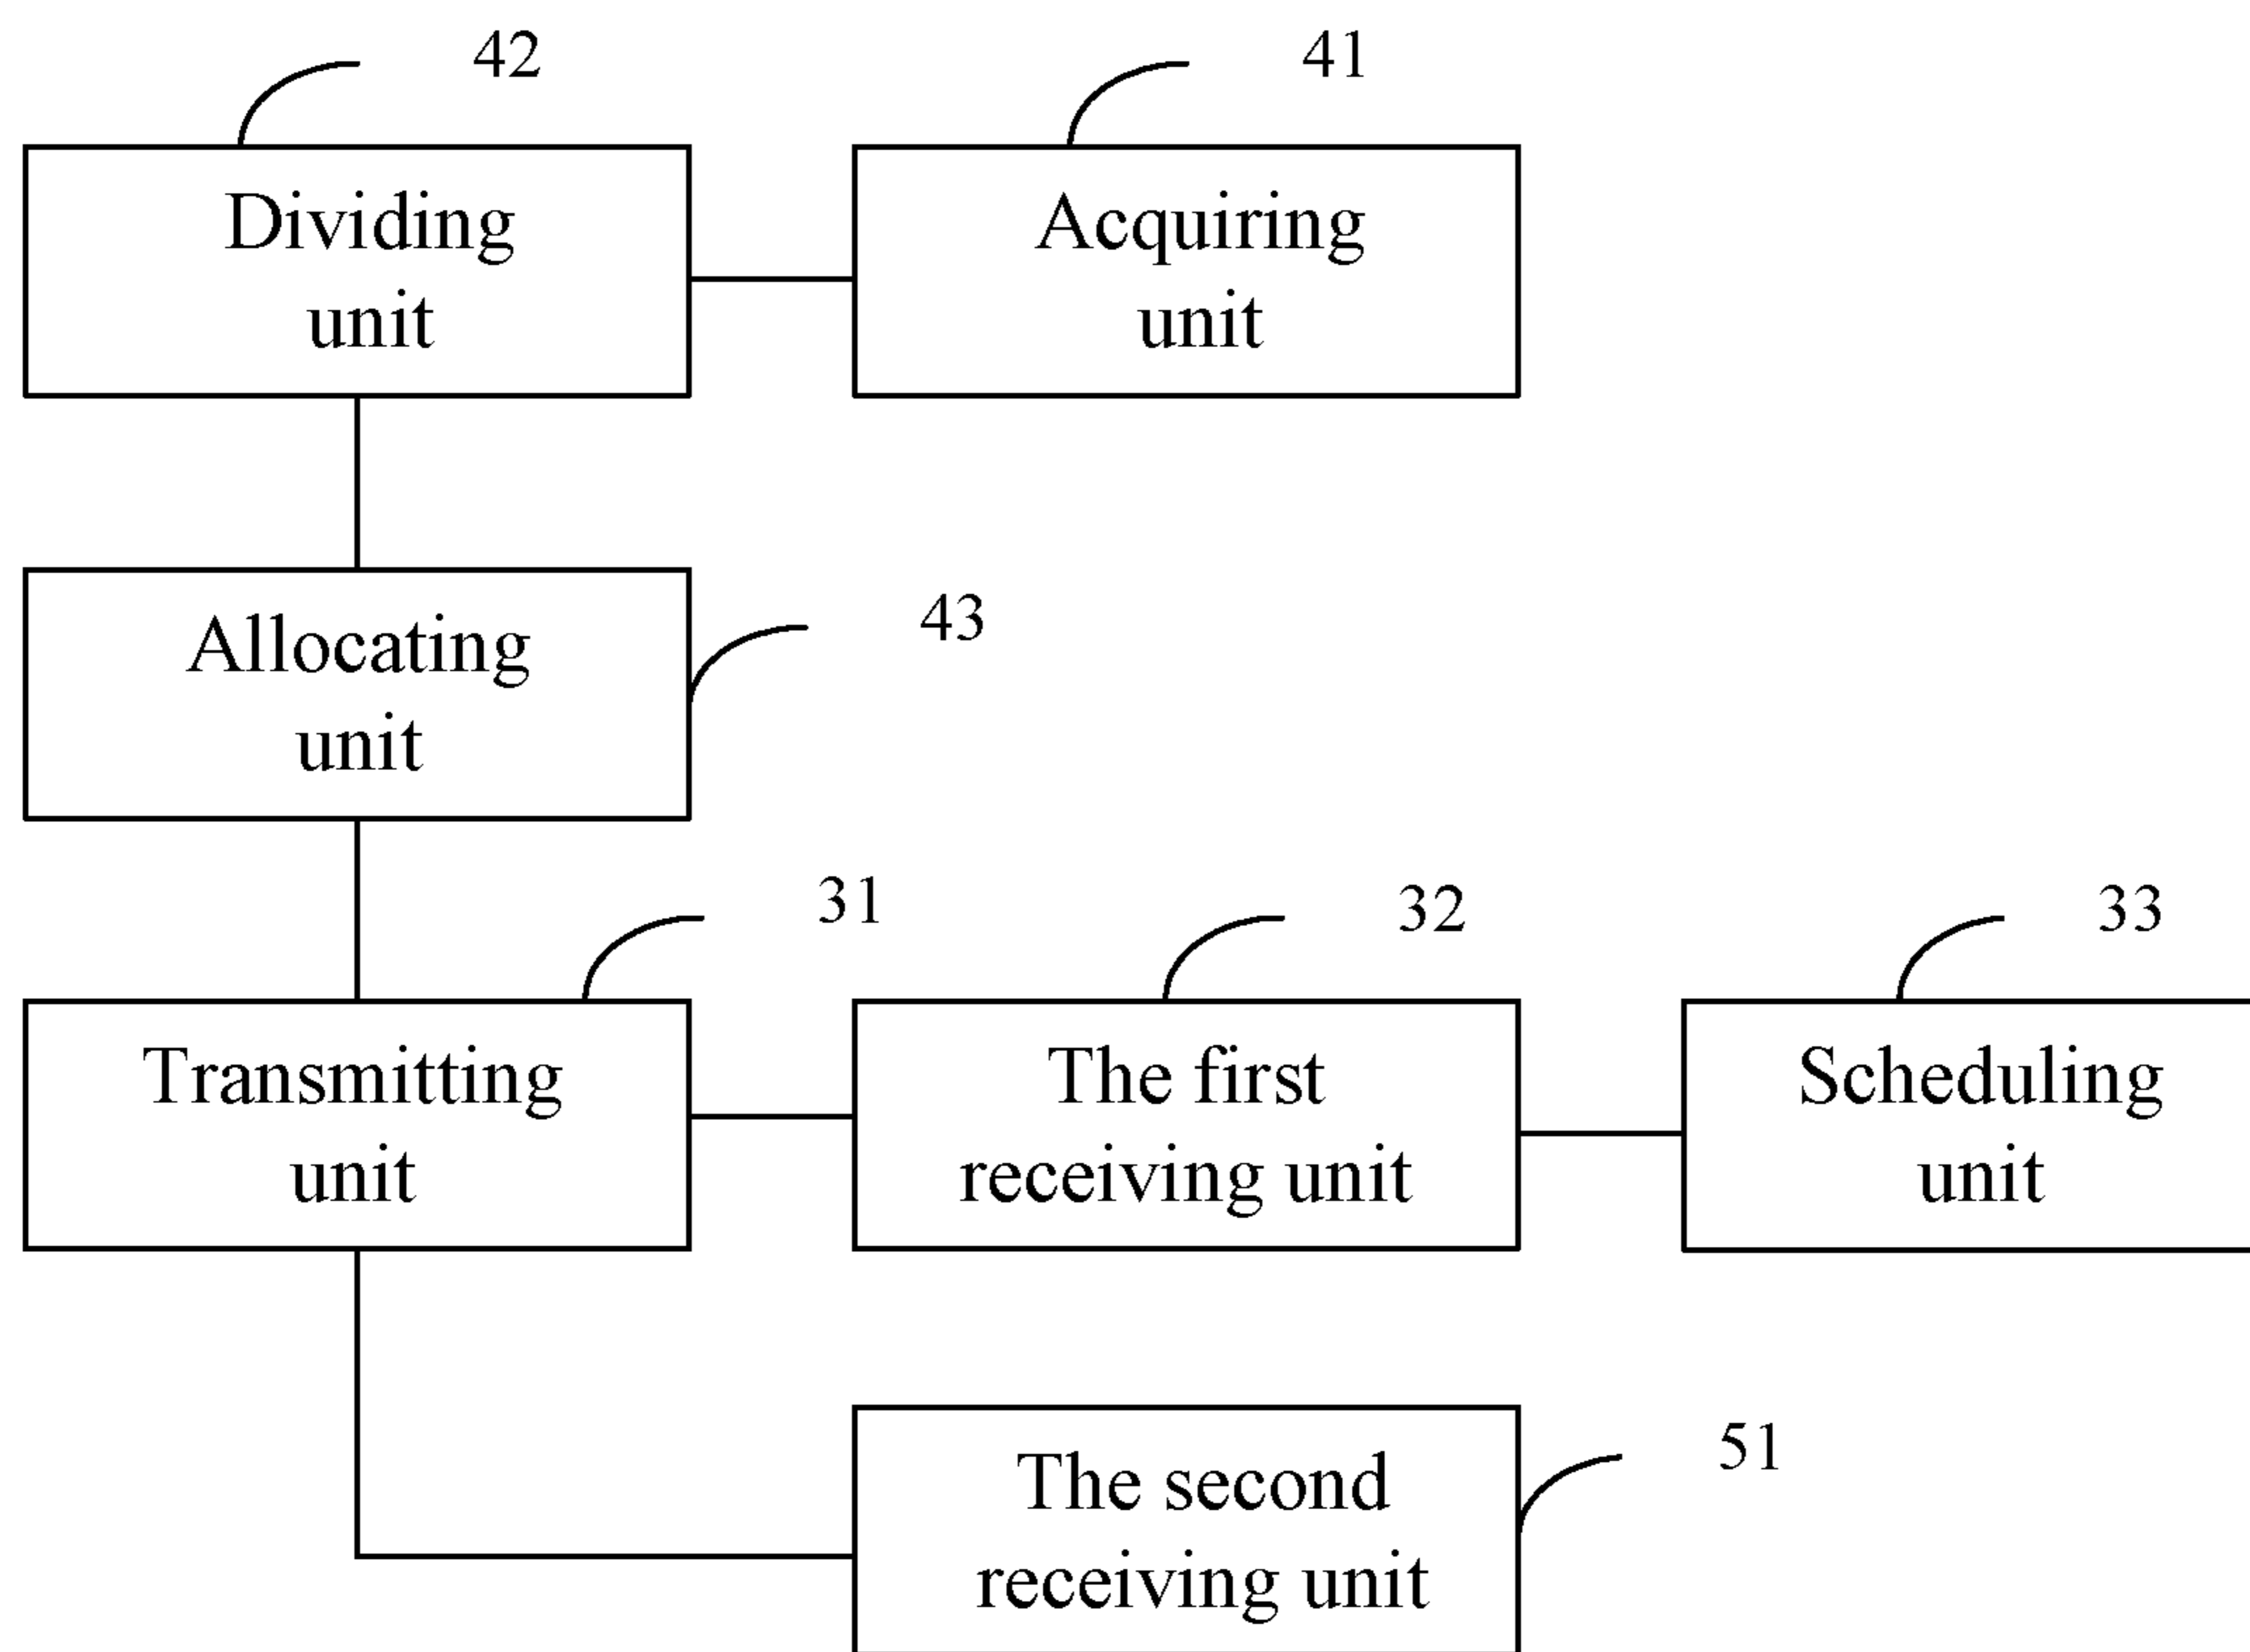 42
41
Dividing
unit
Acquiring
unit
43
Allocating
unit
31
32
33
Transmitting
unit
The first
receiving unit
Scheduling
unit
51
The second
receiving unit